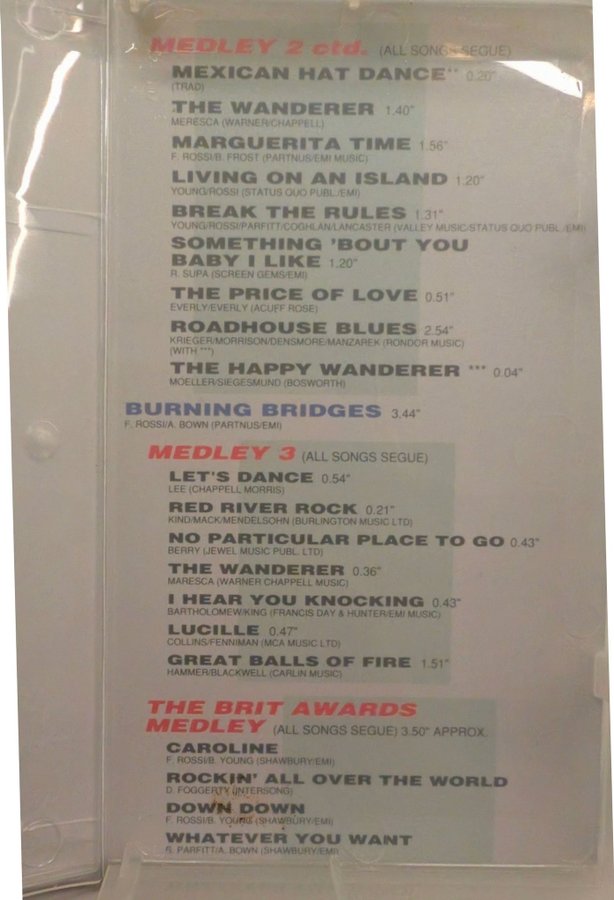 MEDLEY 2 ctd. (ALL SONGS SEGUE)
MEXICAN HAT DANCE** 0.20"
(TRAD)
THE WANDERER 1.40"
MERESCA (WARNER/CHAPPELL)
MARGUERITA TIME 1.56"
F. ROSSI/B. FROST (PARTNUS/EMI MUSIC)
LIVING ON AN ISLAND 1.20"
YOUNG/ROSSI (STATUS QUO PUBL./EMI)
BREAK THE RULES 1.31"
YOUNG/ROSSI/PARFITT/COGHLAN/LANCASTER (VALLEY MUSIC/STATUS QUO PUBL./EMI)
SOMETHING 'BOUT YOU
BABY I LIKE 1.20"
R. SUPA (SCREEN GEMS/EMI)
THE PRICE OF LOVE 0.51"
EVERLY/EVERLY (ACUFF ROSE)
ROADHOUSE BLUES 2.54"
KRIEGER/MORRISON/DENSMORE/MANZAREK (RONDOR MUSIC)
(WITH ***)
THE HAPPY WANDERER *** 0.04"
MOELLER/SIEGESMUND (BOSWORTH)
BURNING BRIDGES 3.44"
F. ROSSI/A. BOWN (PARTNUS/EMI)
MEDLEY 3 (ALL SONGS SEGUE)
LET'S DANCE 0.54"
LEE (CHAPPELL MORRIS)
RED RIVER ROCK 0.21"
KIND/MACK/MENDELSOHN (BURLINGTON MUSIC LTD)
NO PARTICULAR PLACE TO GO 0.43"
BERRY (JEWEL MUSIC PUBL. LTD)
THE WANDERER 0.36"
MARESCA (WARNER CHAPPELL MUSIC)
I HEAR YOU KNOCKING 0.43"
BARTHOLOMEW/KING (FRANCIS DAY & HUNTER/EMI MUSIC)
LUCILLE 0.47"
COLLINS/FENNIMAN (MCA MUSIC LTD)
GREAT BALLS OF FIRE 1.51"
HAMMER/BLACKWELL (CARLIN MUSIC)
THE BRIT AWARDS
MEDLEY (ALL SONGS SEGUE) 3.50" APPROX.
CAROLINE
F. ROSSI/B. YOUNG (SHAWBURY/EMI)
ROCKIN' ALL OVER THE WORLD
D. FOGGERTY (INTERSONG)
DOWN DOWN
F. ROSSI/B. YOUNG (SHAWBURY/EMI)
WHATEVER YOU WANT
R. PARFITT/A. BOWN (SHAWBURY/EMI)